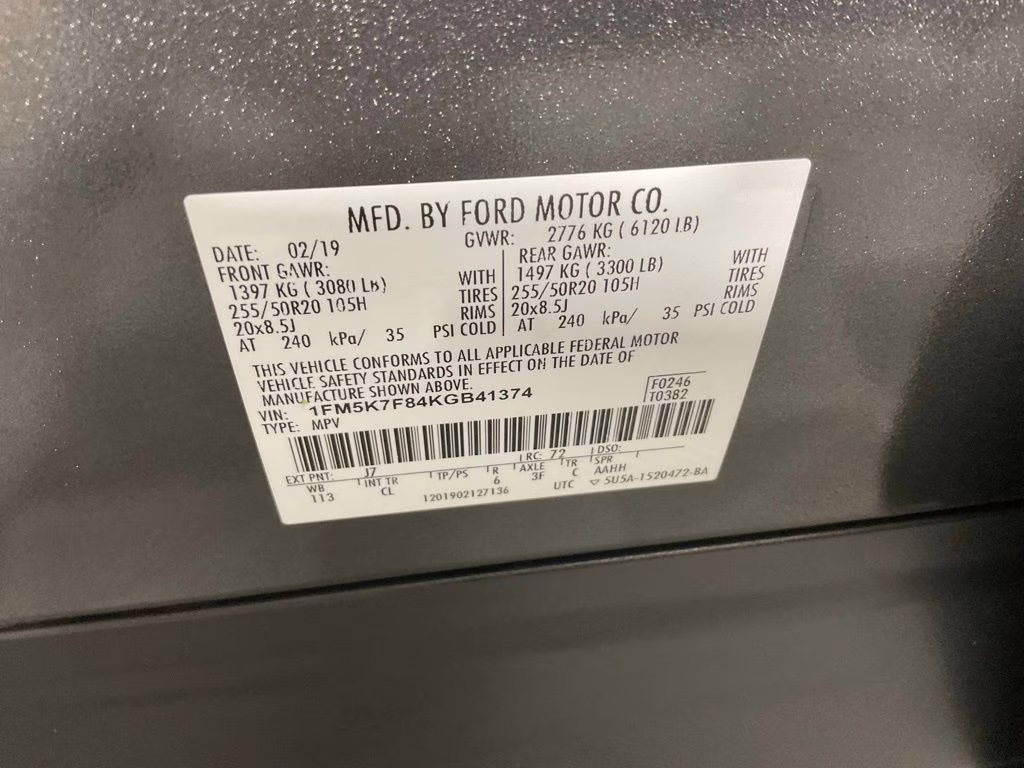 MFD. BY FORD MOTOR CO.
DATE: 02/19 GVWR: 2776 KG ( 6120 LB)
FRONT GAWR: REAR GAWR:
1397 KG ( 3080 LB) WITH 1497 KG ( 3300 LB) WITH
255/50R20 105H TIRES 255/50R20 105H TIRES
20x8.5J RIMS 20x8.5J RIMS
AT 240 kPa/ 35 PSI COLD AT 240 kPa/ 35 PSI COLD
THIS VEHICLE CONFORMS TO ALL APPLICABLE FEDERAL MOTOR
VEHICLE SAFETY STANDARDS IN EFFECT ON THE DATE OF
MANUFACTURE SHOWN ABOVE.
VIN: 1FM5K7F84KGB41374 F0246
TYPE: MPV T0382
EXT PNT: J7 RC: 72 DSO:
WB INT TR TP/PS R AXLE TR SPR
113 CL 6 3F C AAHH
1201902127136 UTC ▽ 5U5A-1520472-BA